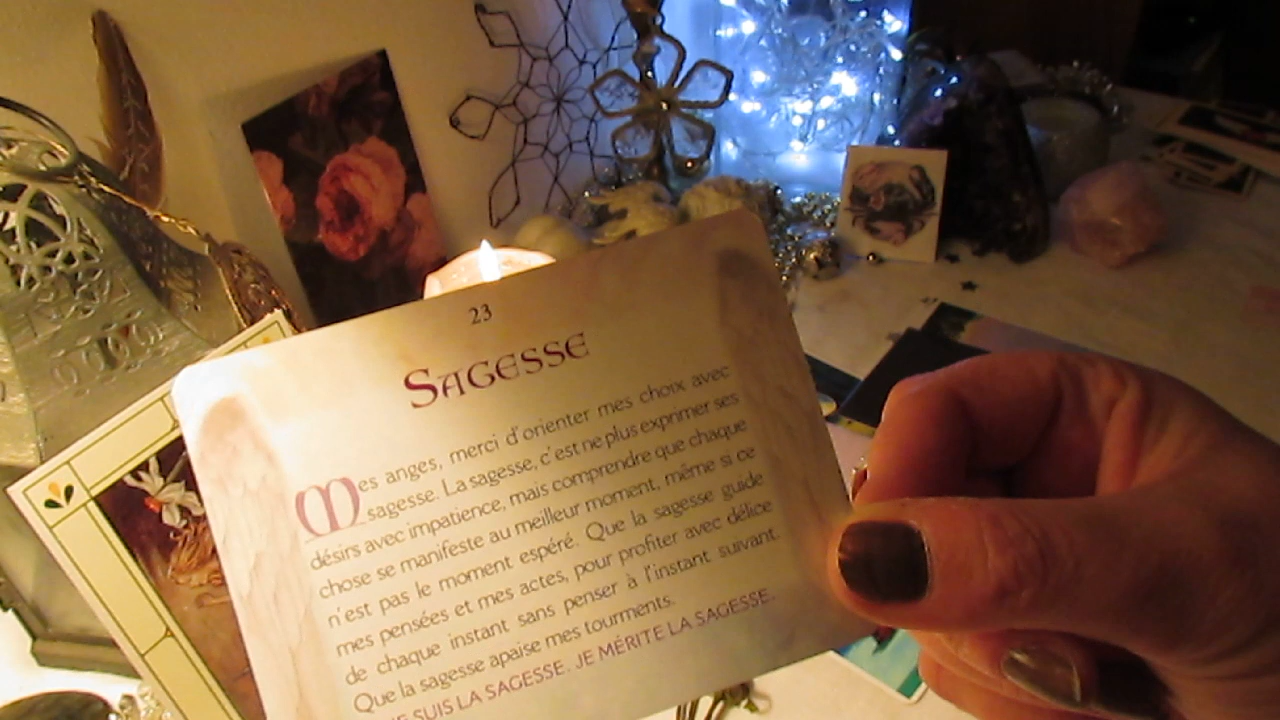 23
SAGESSE
Mes anges, merci d'orienter mes choix avec
sagesse. La sagesse, c'est ne plus exprimer ses
désirs avec impatience, mais comprendre que chaque
chose se manifeste au meilleur moment, même si ce
n'est pas le moment espéré. Que la sagesse guide
mes pensées et mes actes, pour profiter avec délice
de chaque instant sans penser à l'instant suivant.
Que la sagesse apaise mes tourments.
JE SUIS LA SAGESSE. JE MÉRITE LA SAGESSE.